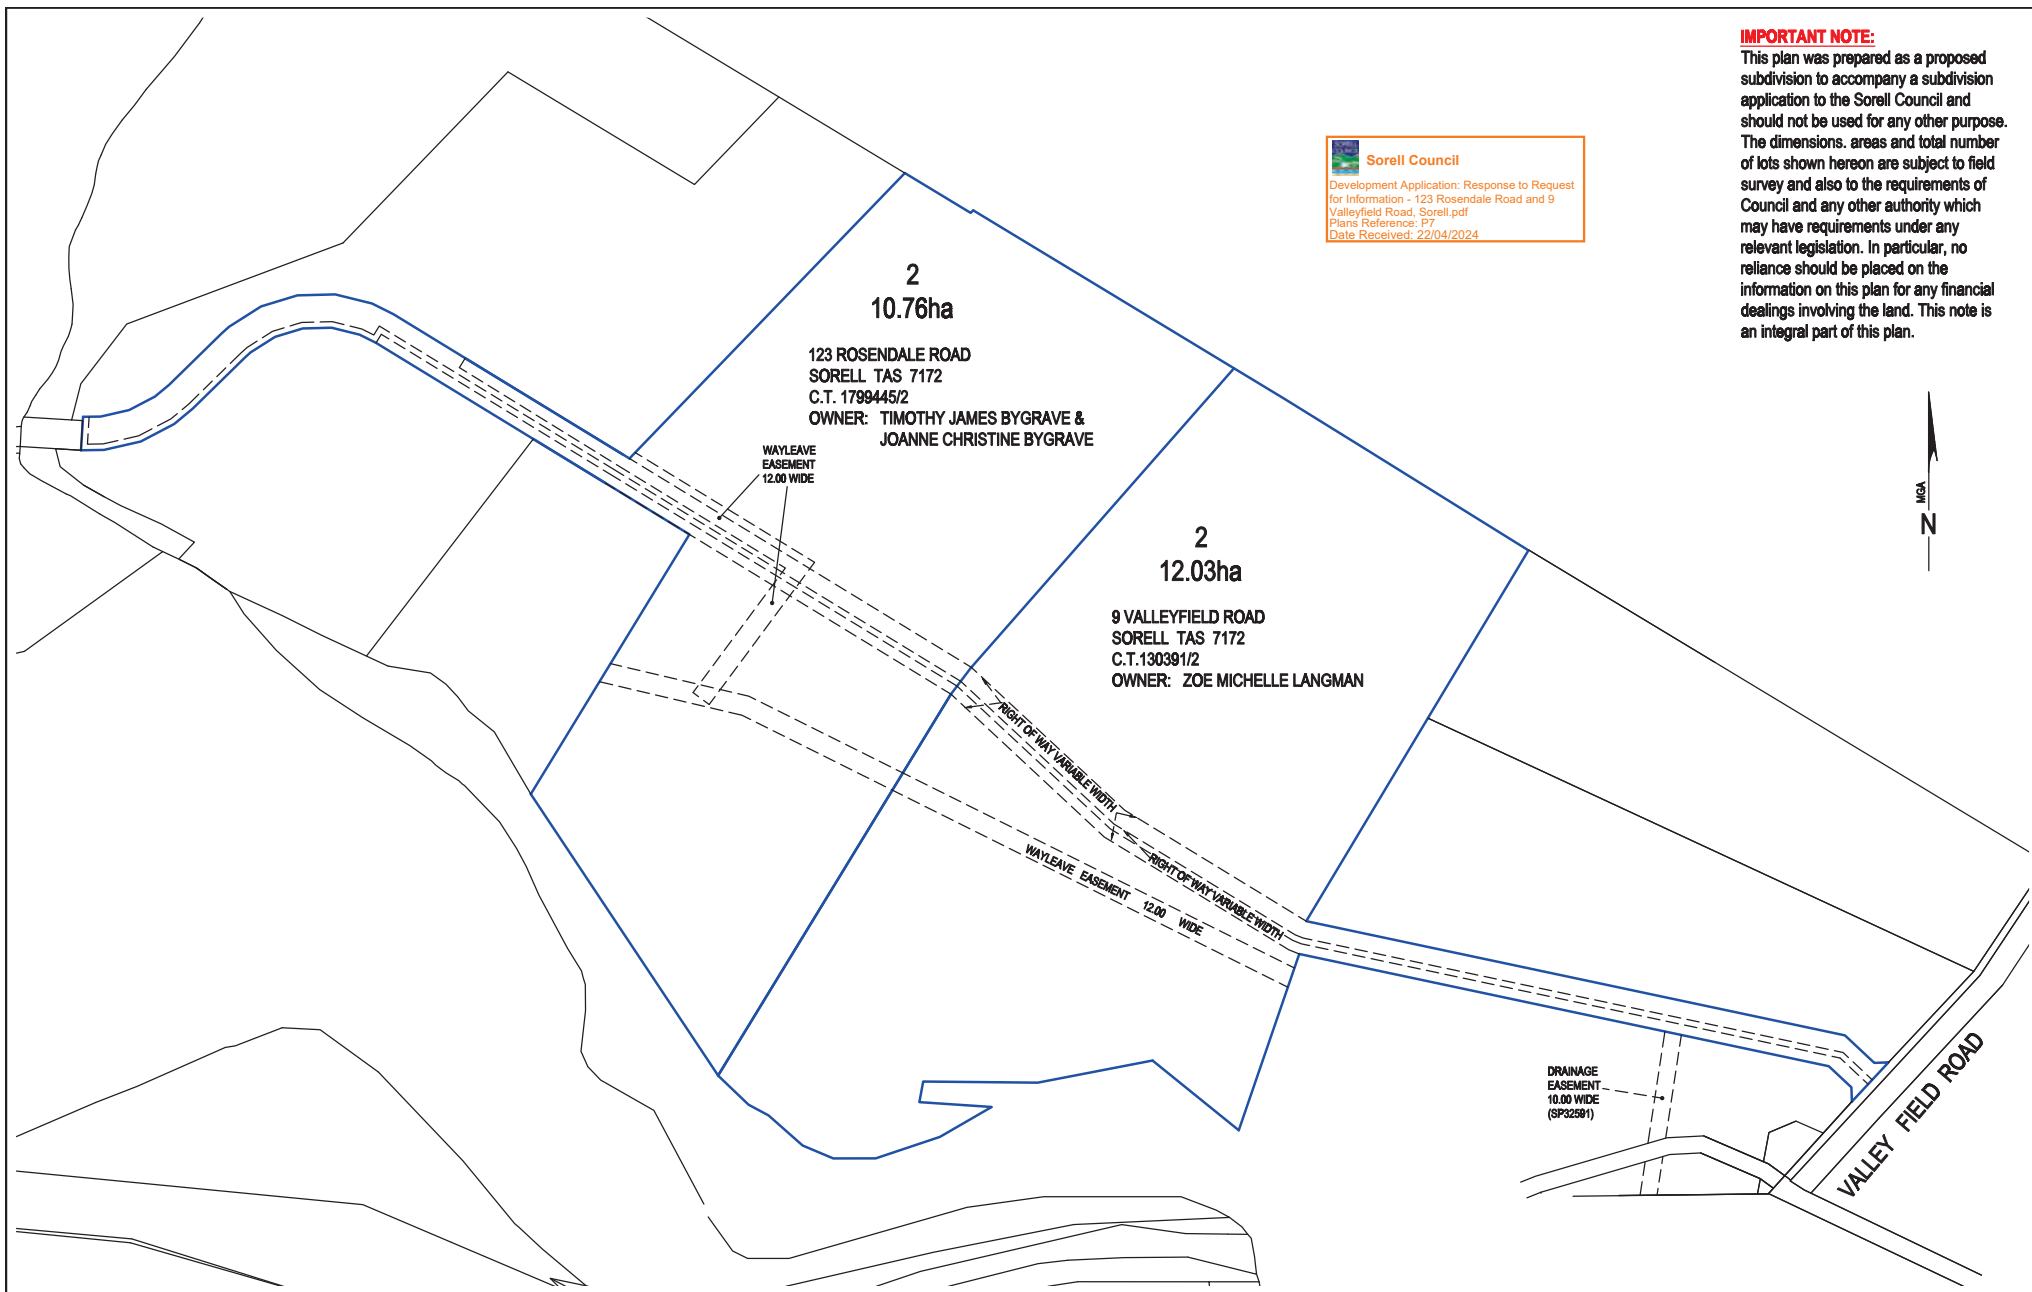 IMPORTANT NOTE:
This plan was prepared as a proposed
subdivision to accompany a subdivision
application to the Sorell Council and
should not be used for any other purpose.
The dimensions. areas and total number
of lots shown hereon are subject to field
survey and also to the requirements of
Council and any other authority which
may have requirements under any
relevant legislation. In particular, no
reliance should be placed on the
information on this plan for any financial
dealings involving the land. This note is
an integral part of this plan.
SORELL
COUNCIL
Sorell Council
Development Application: Response to Request
for Information - 123 Rosendale Road and 9
Valleyfield Road, Sorell.pdf
Plans Reference: P7
Date Received: 22/04/2024
2
10.76ha
123 ROSENDALE ROAD
SORELL TAS 7172
C.T. 1799445/2
OWNER: TIMOTHY JAMES BYGRAVE &
JOANNE CHRISTINE BYGRAVE
WAYLEAVE
EASEMENT
12.00 WIDE
MGA
N
2
12.03ha
9 VALLEYFIELD ROAD
SORELL TAS 7172
C.T.130391/2
OWNER: ZOE MICHELLE LANGMAN
RIGHT OF WAY VARIABLE WIDTH
RIGHT OF WAY VARIABLE WIDTH
WAYLEAVE EASEMENT 12.00 WIDE
DRAINAGE
EASEMENT
10.00 WIDE
(SP32591)
VALLEY FIELD ROAD